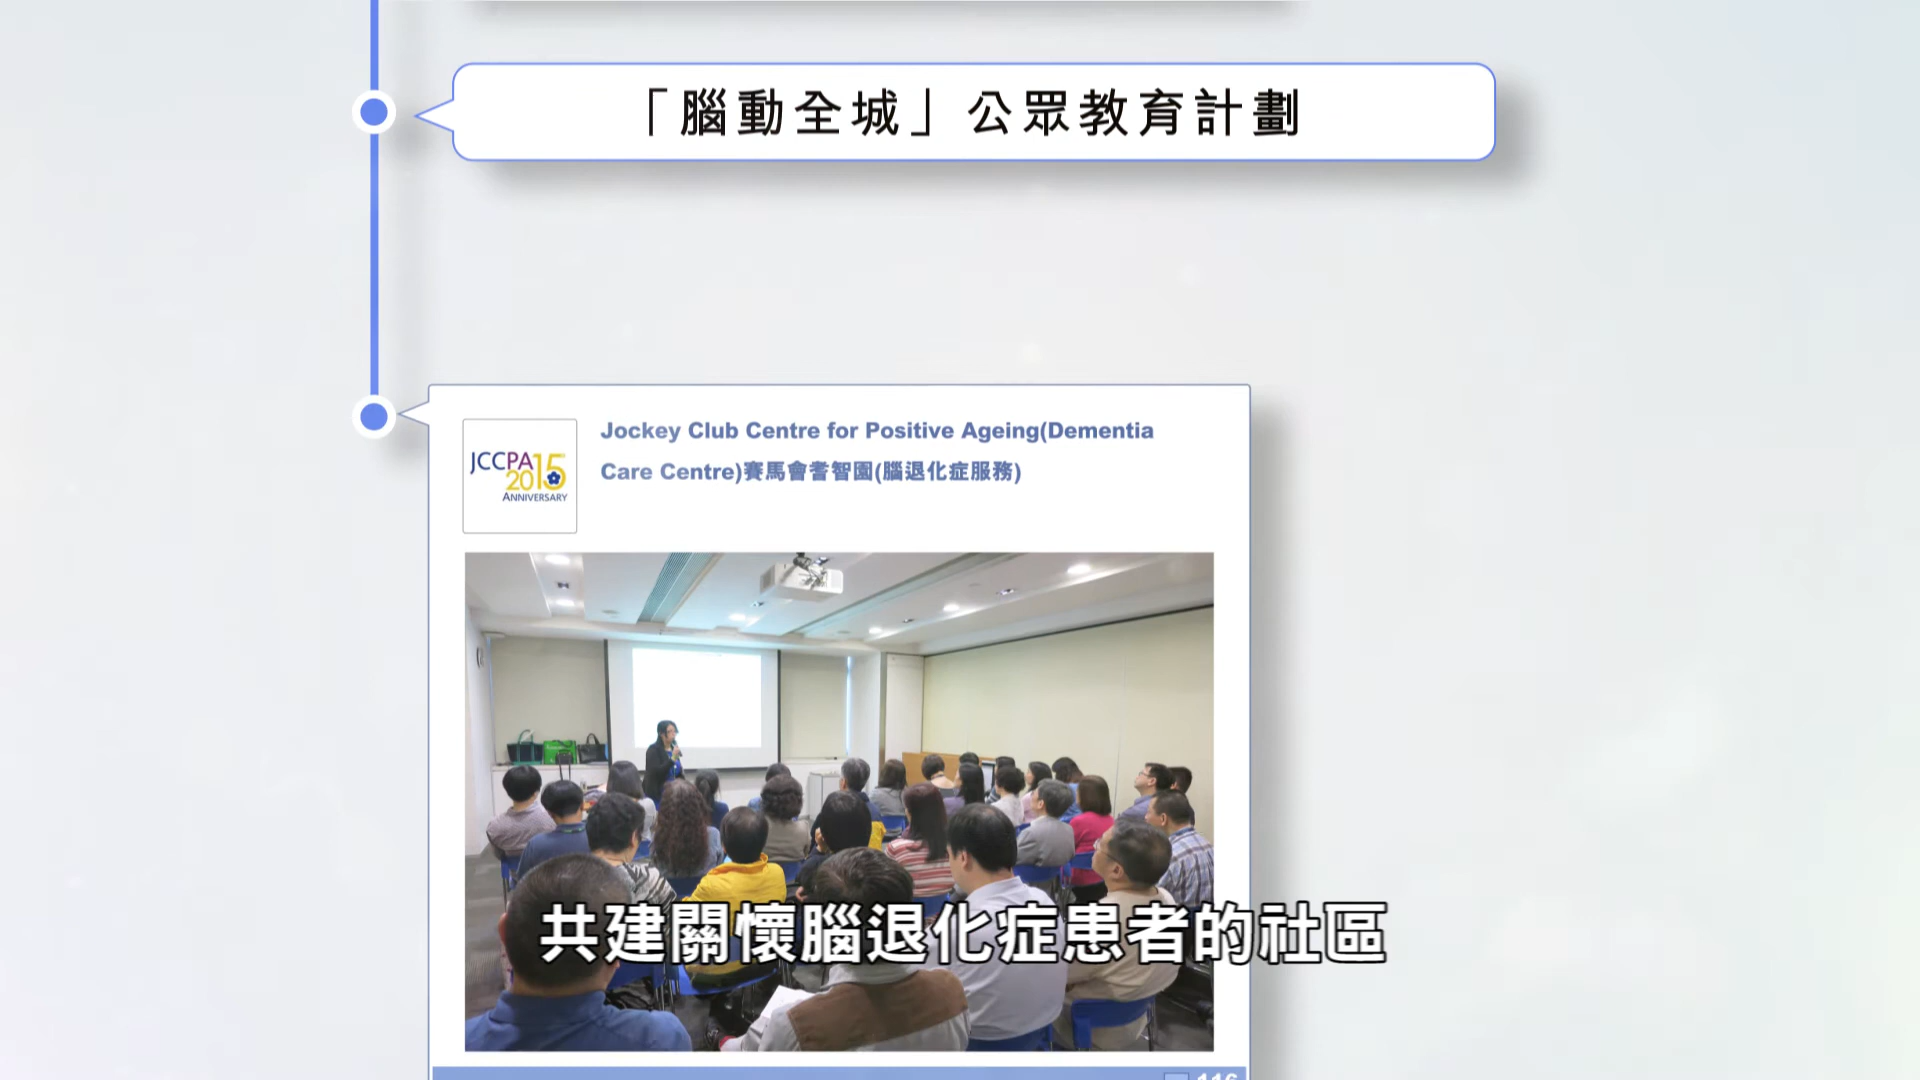 「腦動全城」公眾教育計劃
Jockey Club Centre for Positive Ageing(Dementia
Care Centre)賽馬會耆智園(腦退化症服務)
JCCPA
2015
ANNIVERSARY
共建關懷腦退化症患者的社區